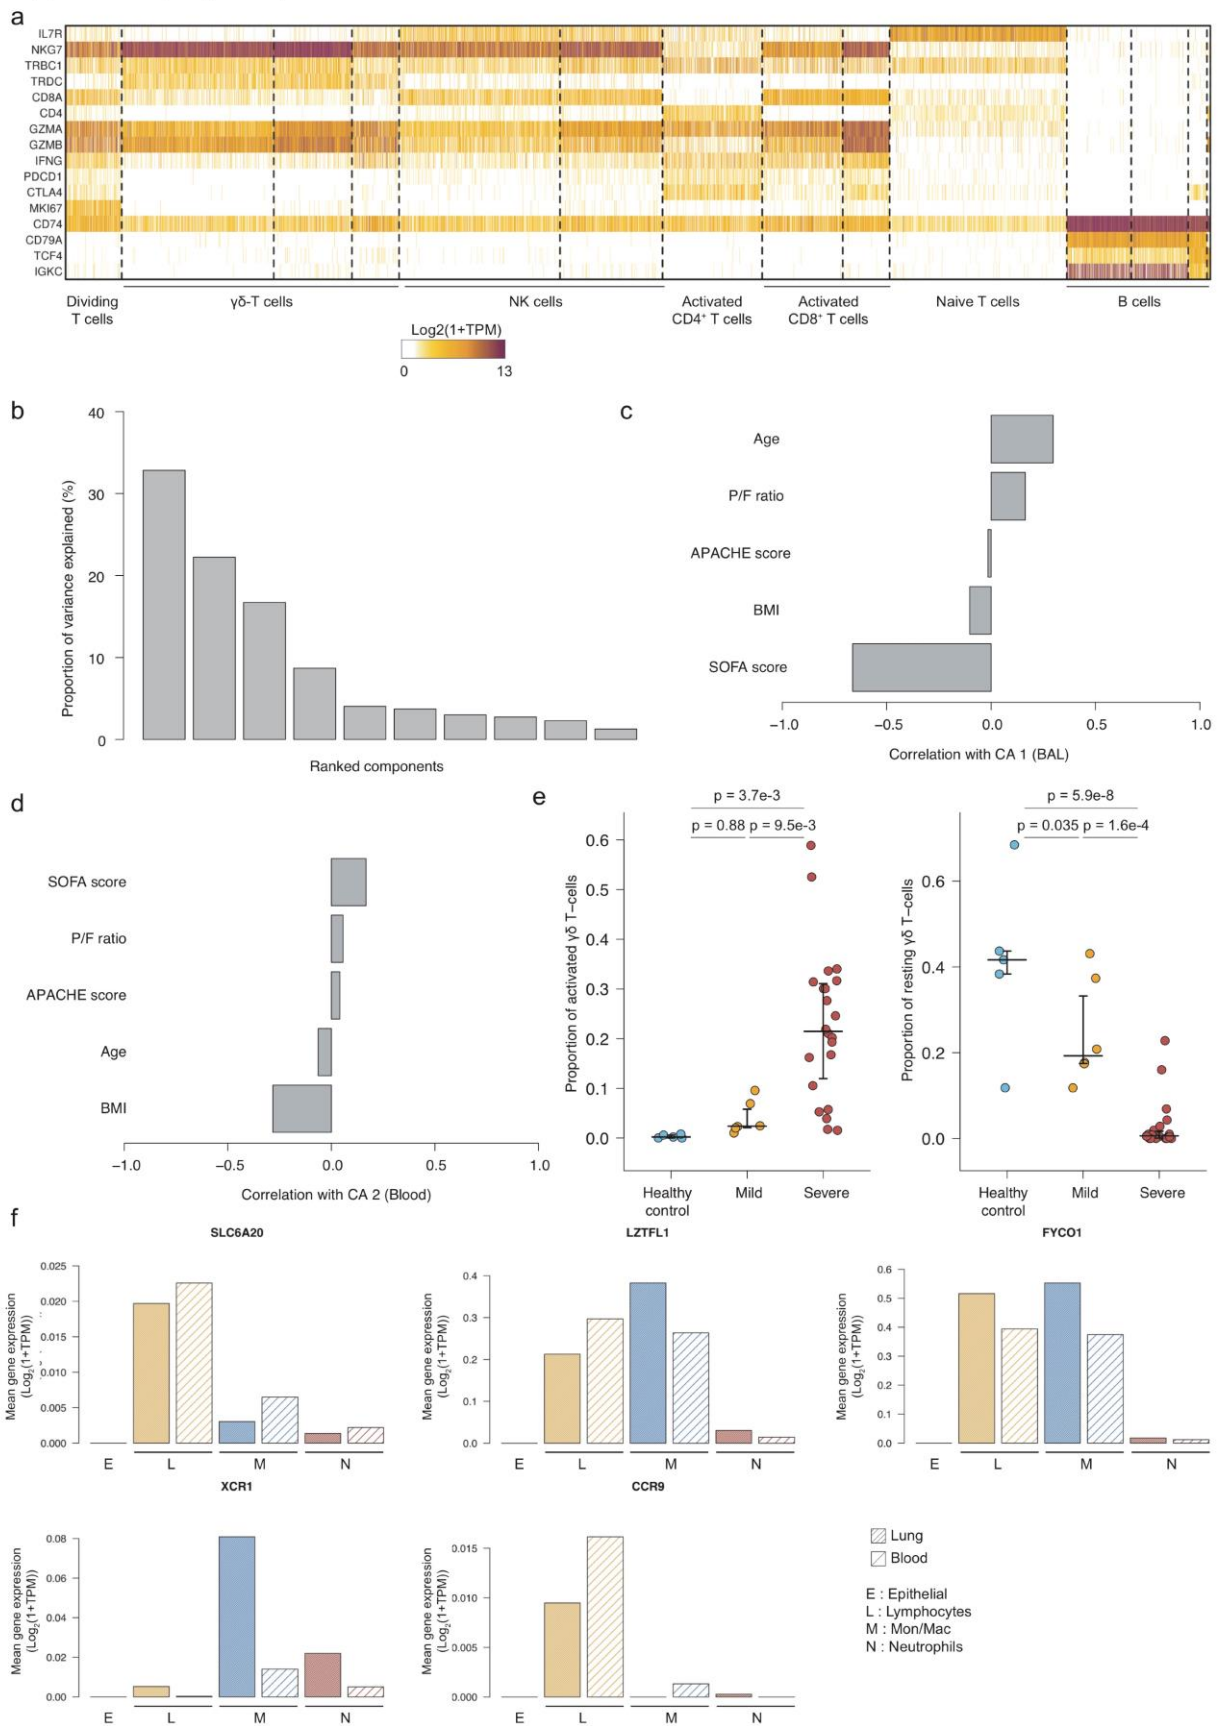 a
IL7R
NKG7
TRBC1
TRDC
CD8A
CD4
GZMA
GZMB
IFNG
PDCD1
CTLA4
MKI67
CD74
CD79A
TCF4
IGKC
Dividing
T cells
γδ-T cells
NK cells
Activated
CD4⁺ T cells
Activated
CD8⁺ T cells
Naive T cells
B cells
Log2(1+TPM)
0 13
b
Proportion of variance explained (%)
40
30
20
10
0
Ranked components
c
Age
P/F ratio
APACHE score
BMI
SOFA score
−1.0 −0.5 0.0 0.5 1.0
Correlation with CA 1 (BAL)
d
SOFA score
P/F ratio
APACHE score
Age
BMI
−1.0 −0.5 0.0 0.5 1.0
Correlation with CA 2 (Blood)
e
p = 3.7e-3
p = 0.88 p = 9.5e-3
Proportion of activated γδ T−cells
0.6
0.5
0.4
0.3
0.2
0.1
0.0
Healthy
control
Mild
Severe
p = 5.9e-8
p = 0.035 p = 1.6e-4
Proportion of resting γδ T−cells
0.6
0.4
0.2
0.0
Healthy
control
Mild
Severe
f
SLC6A20
Mean gene expression
(Log₂(1+TPM))
0.025
0.020
0.015
0.010
0.005
0.000
E L M N
LZTFL1
Mean gene expression
(Log₂(1+TPM))
0.4
0.3
0.2
0.1
0.0
E L M N
FYCO1
Mean gene expression
(Log₂(1+TPM))
0.6
0.5
0.4
0.3
0.2
0.1
0.0
E L M N
XCR1
Mean gene expression
(Log₂(1+TPM))
0.08
0.06
0.04
0.02
0.00
E L M N
CCR9
Mean gene expression
(Log₂(1+TPM))
0.015
0.010
0.005
0.000
E L M N
Lung
Blood
E : Epithelial
L : Lymphocytes
M : Mon/Mac
N : Neutrophils